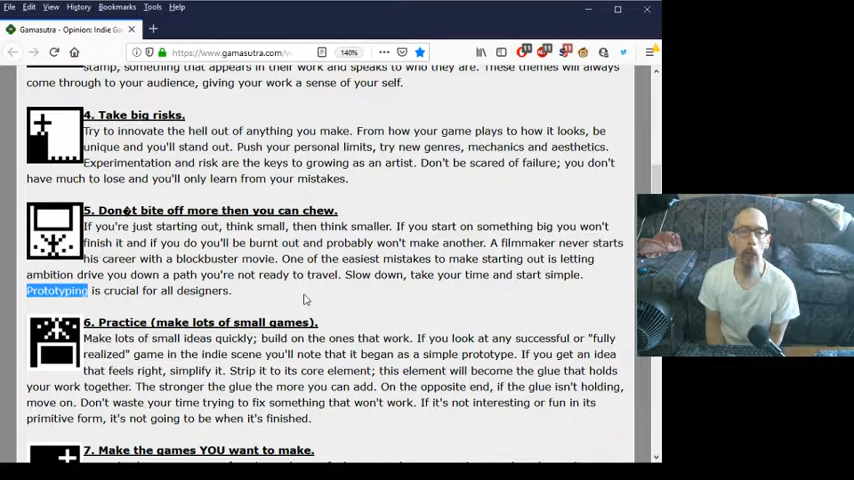 File Edit View History Bookmarks Tools Help
Gamasutra - Opinion: Indie Ga
https://www.gamasutra.com/vi
140%
11 11 11
stamp, something that appears in their work and speaks to who they are. These themes will always
come through to your audience, giving your work a sense of your self.
4. Take big risks.
Try to innovate the hell out of anything you make. From how your game plays to how it looks, be
unique and you'll stand out. Push your personal limits, try new genres, mechanics and aesthetics.
Experimentation and risk are the keys to growing as an artist. Don't be scared of failure; you don't
have much to lose and you'll only learn from your mistakes.
5. Don�t bite off more then you can chew.
If you're just starting out, think small, then think smaller. If you start on something big you won't
finish it and if you do you'll be burnt out and probably won't make another. A filmmaker never starts
his career with a blockbuster movie. One of the easiest mistakes to make starting out is letting
ambition drive you down a path you're not ready to travel. Slow down, take your time and start simple.
Prototyping is crucial for all designers.
6. Practice (make lots of small games).
Make lots of small ideas quickly; build on the ones that work. If you look at any successful or "fully
realized" game in the indie scene you'll note that it began as a simple prototype. If you get an idea
that feels right, simplify it. Strip it to its core element; this element will become the glue that holds
your work together. The stronger the glue the more you can add. On the opposite end, if the glue isn't holding,
move on. Don't waste your time trying to fix something that won't work. If it's not interesting or fun in its
primitive form, it's not going to be when it's finished.
7. Make the games YOU want to make.